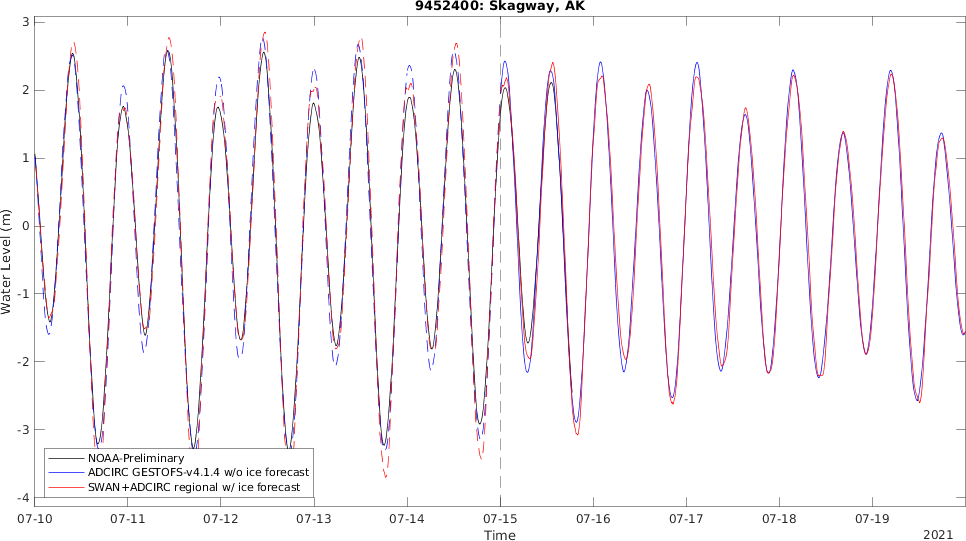 9452400: Skagway, AK
3
2
1
0
-1
-2
-3
-4
Water Level (m)
NOAA-Preliminary
ADCIRC GESTOFS-v4.1.4 w/o ice forecast
SWAN+ADCIRC regional w/ ice forecast
07-10 07-11 07-12 07-13 07-14 07-15 07-16 07-17 07-18 07-19
Time
2021